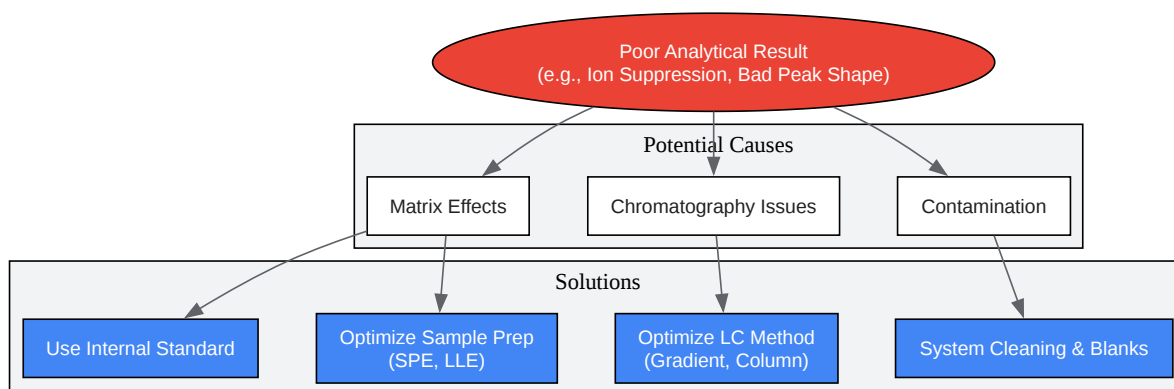 Poor Analytical Result
(e.g., Ion Suppression, Bad Peak Shape)
Potential Causes
Matrix Effects
Chromatography Issues
Contamination
Solutions
Use Internal Standard
Optimize Sample Prep
(SPE, LLE)
Optimize LC Method
(Gradient, Column)
System Cleaning & Blanks